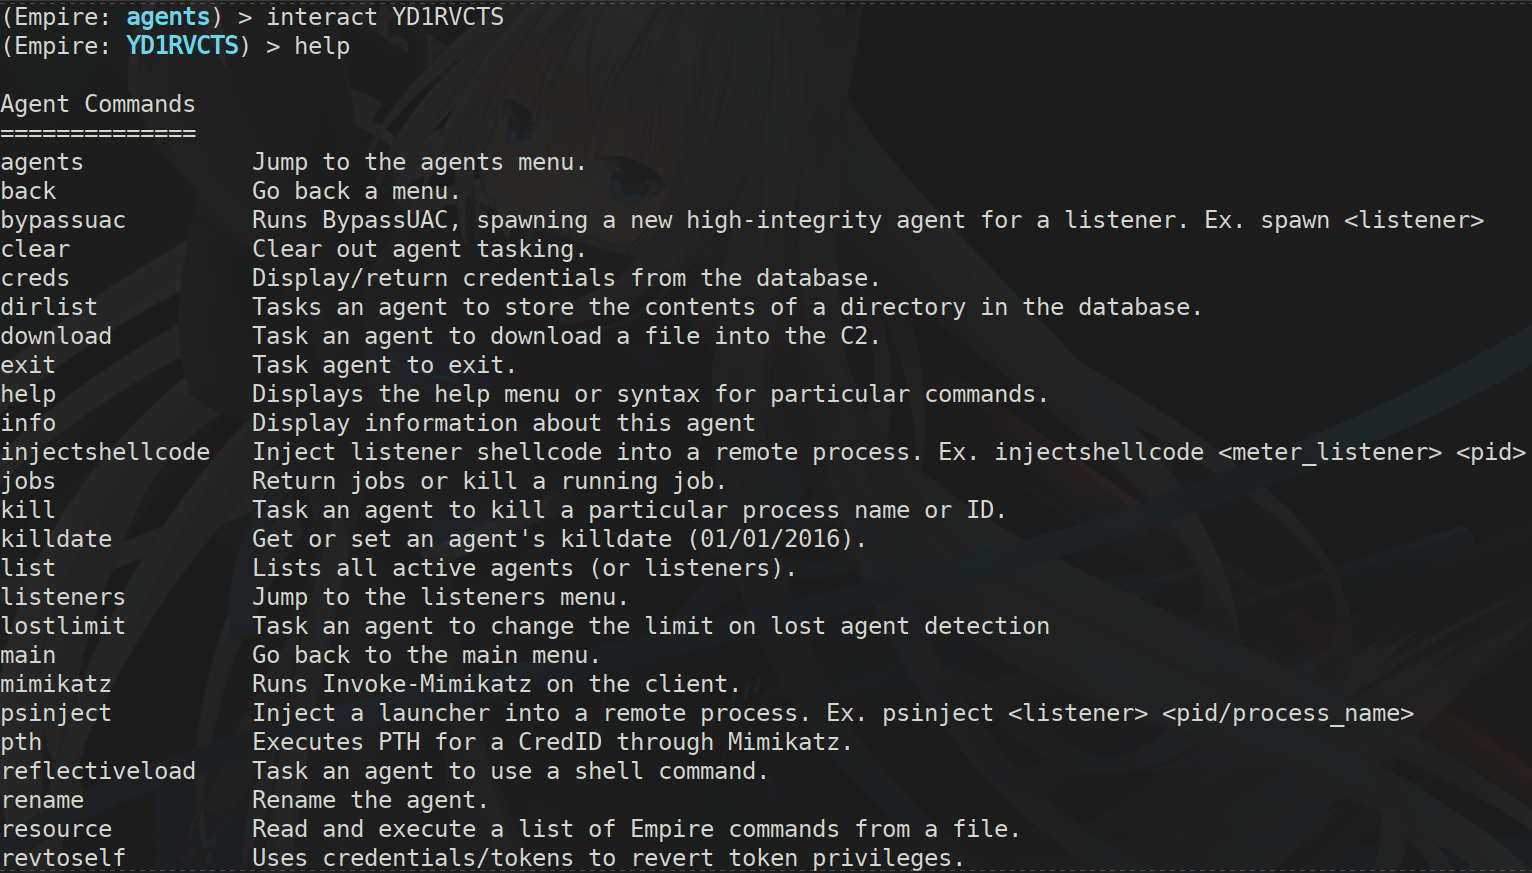 (Empire: agents) > interact YD1RVCTS
(Empire: YD1RVCTS) > help
Agent Commands
==============
agents            Jump to the agents menu.
back              Go back a menu.
bypassuac         Runs BypassUAC, spawning a new high-integrity agent for a listener. Ex. spawn <listener>
clear             Clear out agent tasking.
creds             Display/return credentials from the database.
dirlist           Tasks an agent to store the contents of a directory in the database.
download          Task an agent to download a file into the C2.
exit              Task agent to exit.
help              Displays the help menu or syntax for particular commands.
info              Display information about this agent
injectshellcode   Inject listener shellcode into a remote process. Ex. injectshellcode <meter_listener> <pid>
jobs              Return jobs or kill a running job.
kill              Task an agent to kill a particular process name or ID.
killdate          Get or set an agent's killdate (01/01/2016).
list              Lists all active agents (or listeners).
listeners         Jump to the listeners menu.
lostlimit         Task an agent to change the limit on lost agent detection
main              Go back to the main menu.
mimikatz          Runs Invoke-Mimikatz on the client.
psinject          Inject a launcher into a remote process. Ex. psinject <listener> <pid/process_name>
pth               Executes PTH for a CredID through Mimikatz.
reflectiveload    Task an agent to use a shell command.
rename            Rename the agent.
resource          Read and execute a list of Empire commands from a file.
revtoself         Uses credentials/tokens to revert token privileges.